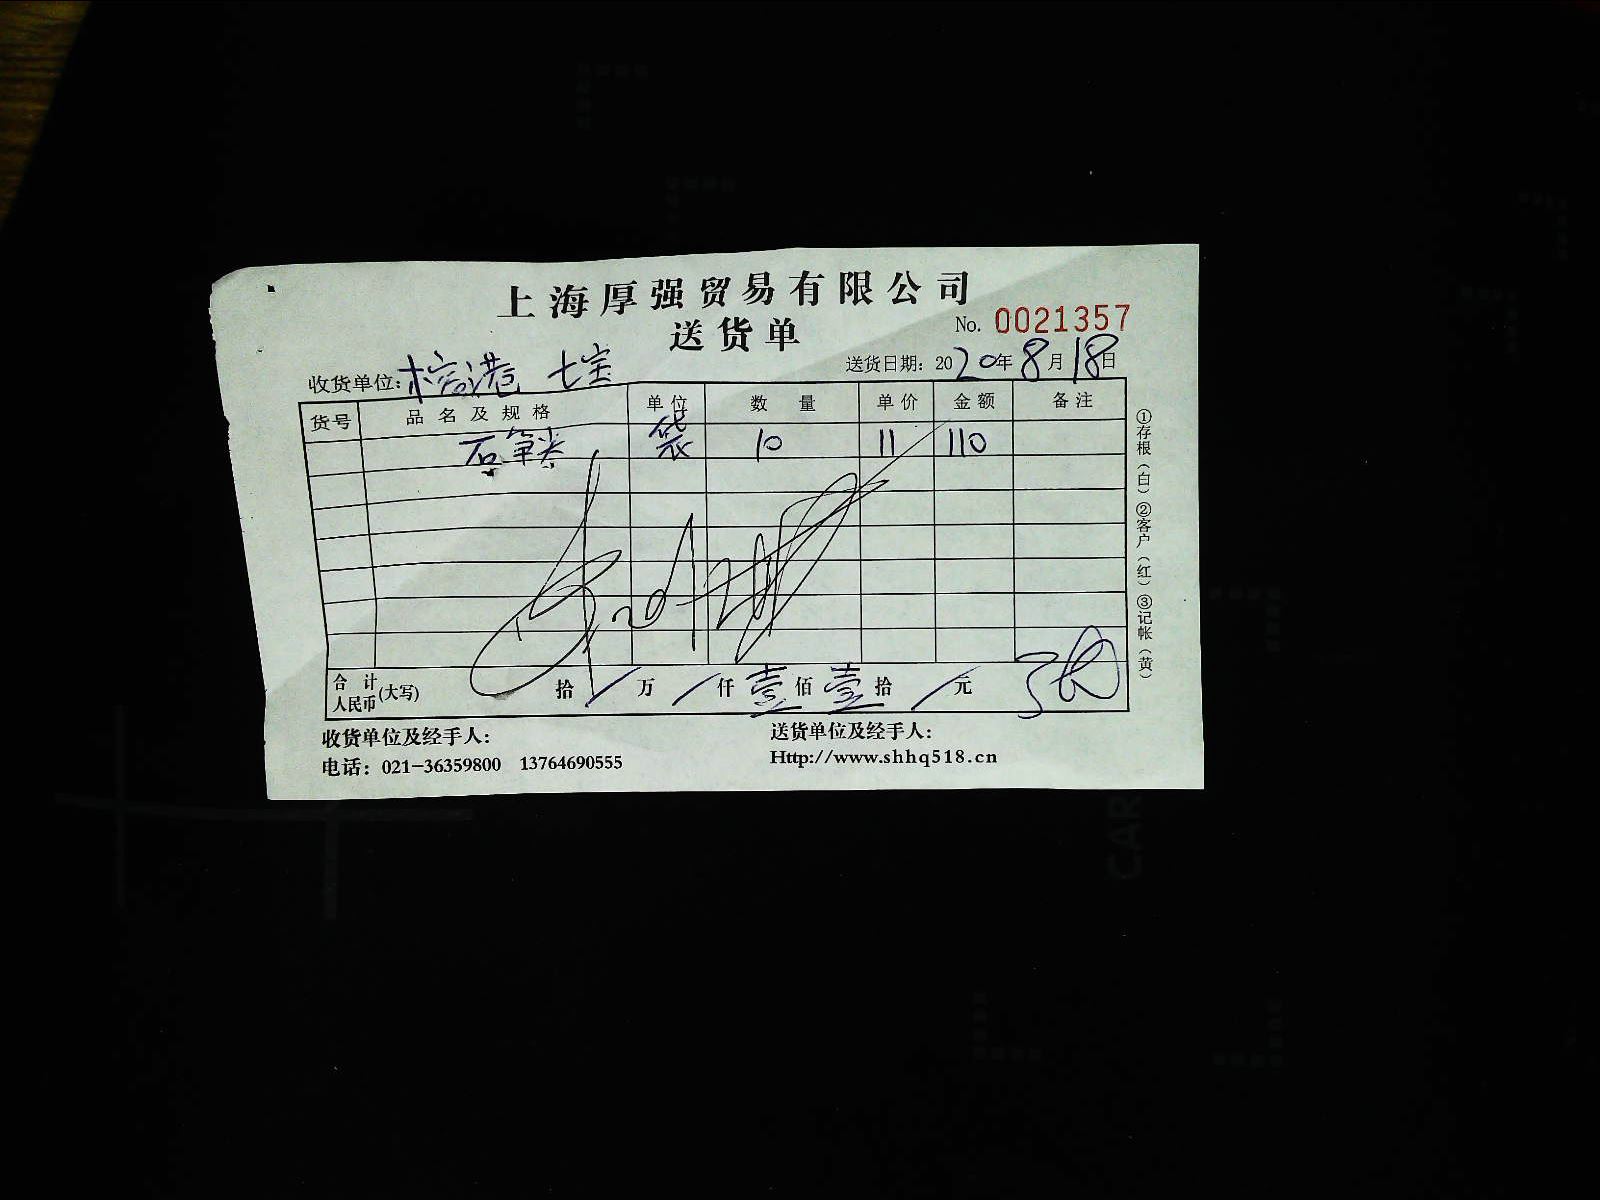 上海厚强贸易有限公司
送货单
No. 0021357
收货单位: 七宝
送货日期: 2020年8月18日
货号 品名及规格 单位 数量 单价 金额 备注
袋 10 11 110
合计人民币(大写) 拾/万/仟壹佰壹拾/元
收货单位及经手人:
送货单位及经手人:
电话: 021-36359800 13764690555
Http://www.shhq518.cn
①存根(白)②客户(红)③记帐(黄)